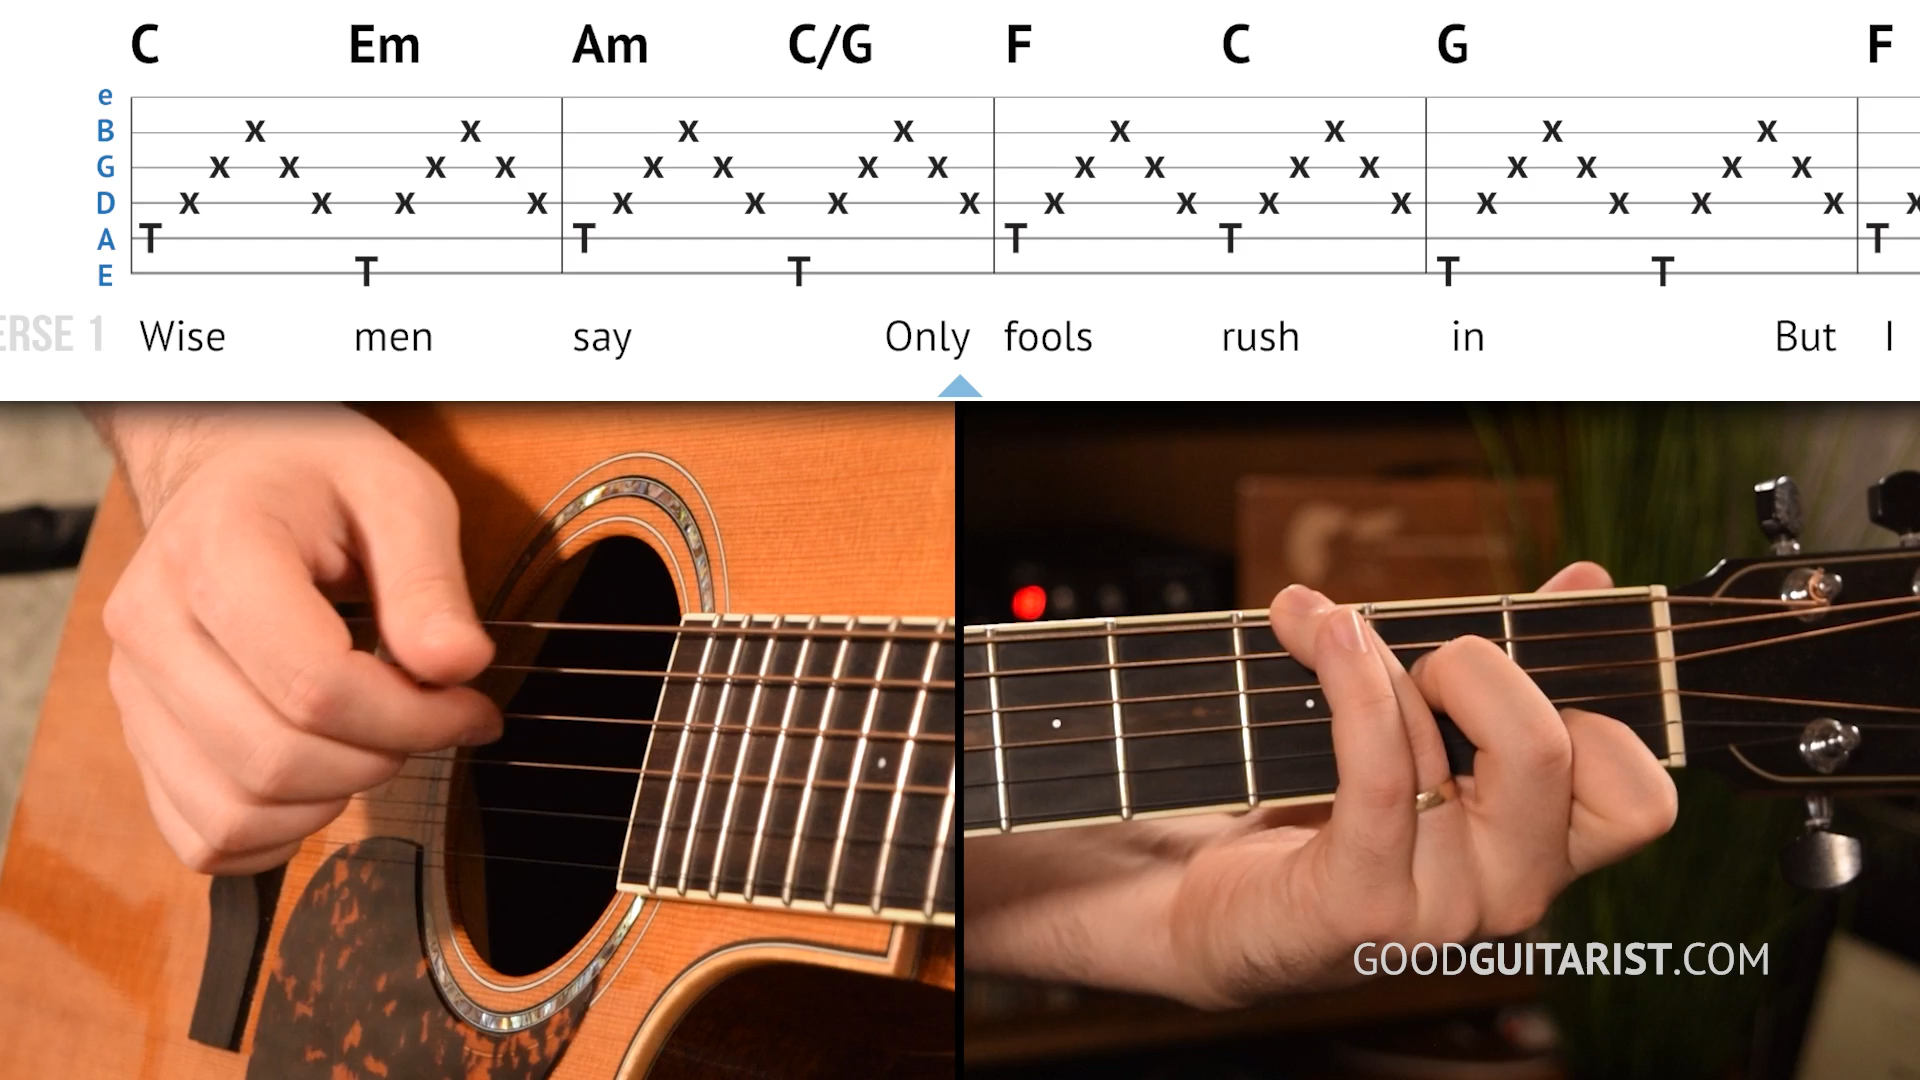 C Em Am C/G F C G F
e
B x x x x x x x x
G x x x x x x x x x x x x x x x x
D x x x x x x x x x x x x x x x x x
A T T T T T
E T T T T
ERSE 1 Wise men say Only fools rush in But I
GOODGUITARIST.COM